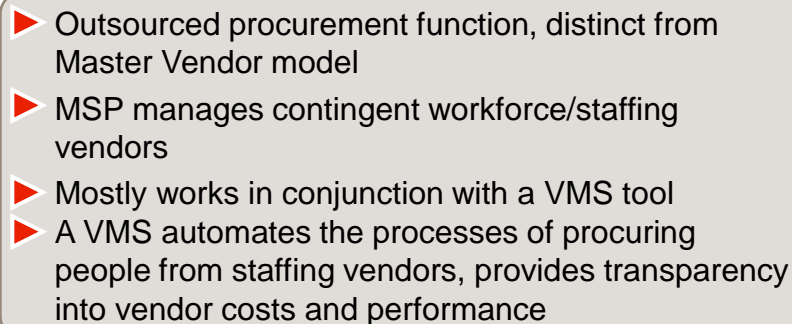 Outsourced procurement function, distinct from
Master Vendor model
MSP manages contingent workforce/staffing
vendors
Mostly works in conjunction with a VMS tool
A VMS automates the processes of procuring
people from staffing vendors, provides transparency
into vendor costs and performance